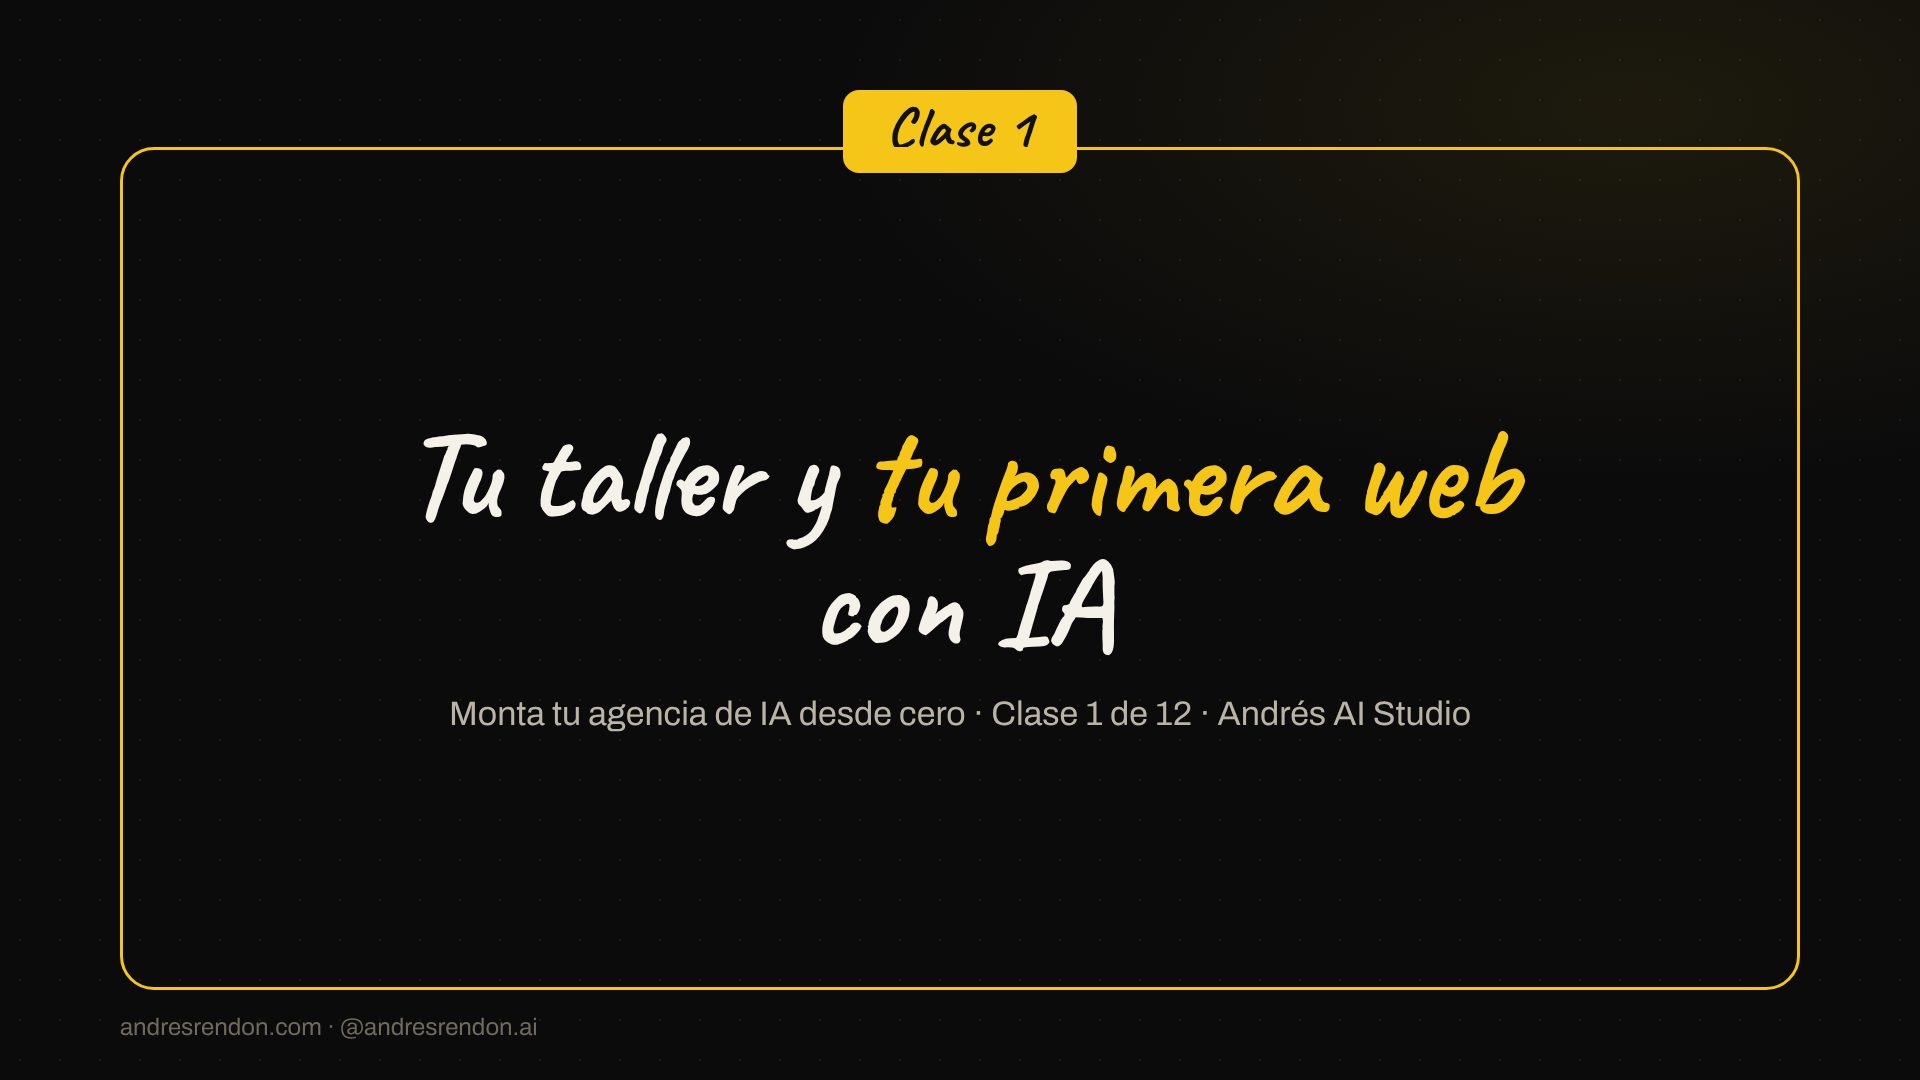 Clase 1
Tu taller y tu primera web
con IA
Monta tu agencia de IA desde cero · Clase 1 de 12 · Andrés AI Studio
andresrendon.com · @andresrendon.ai